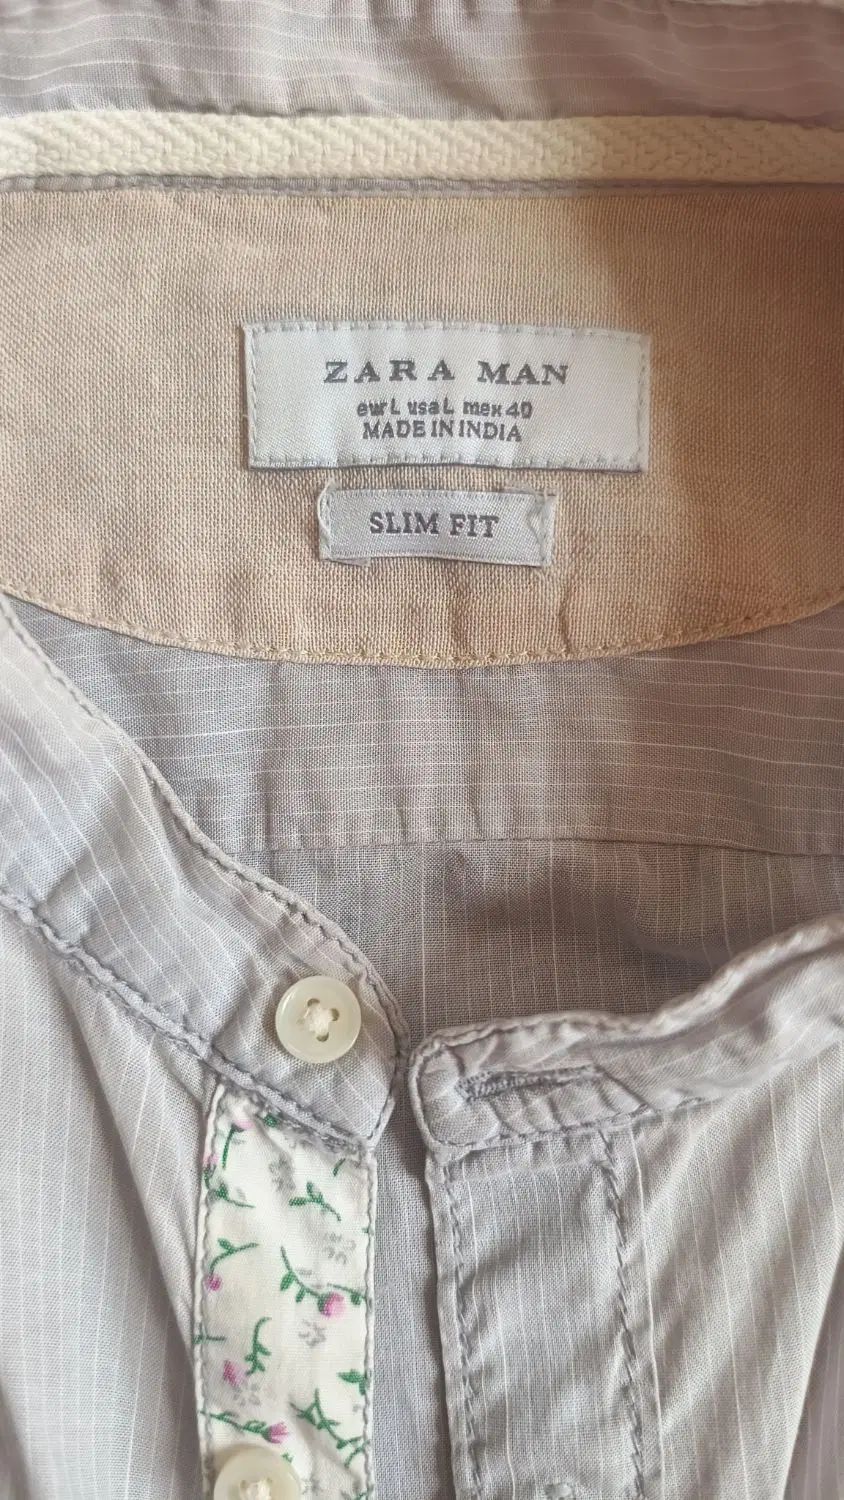 ZARA MAN
eur L usa L mex 40
MADE IN INDIA
SLIM FIT